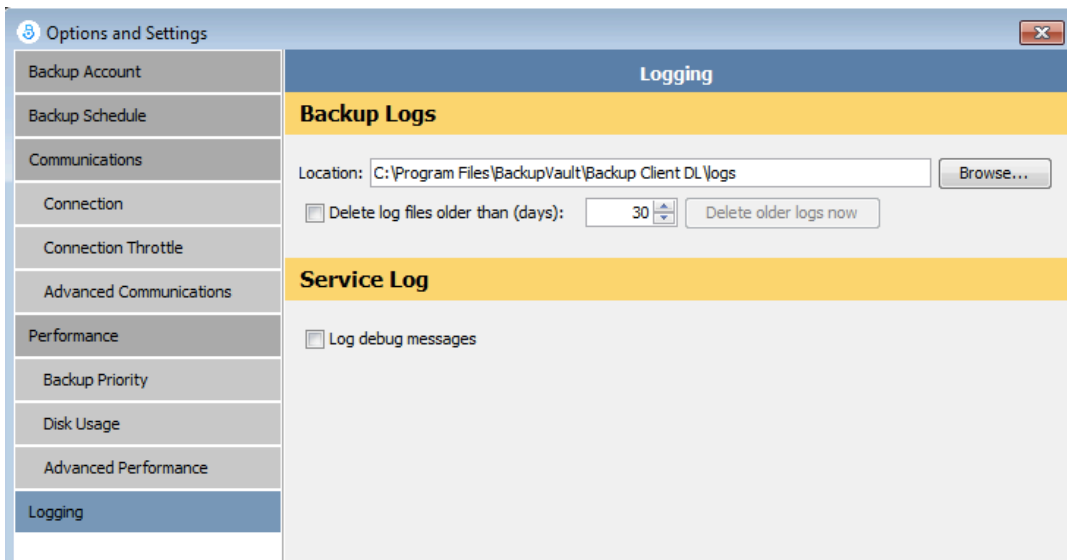 Options and Settings
Backup Account
Backup Schedule
Communications
Connection
Connection Throttle
Advanced Communications
Performance
Backup Priority
Disk Usage
Advanced Performance
Logging
Logging
Backup Logs
Location: C:\Program Files\BackupVault\Backup Client DL\logs Browse...
Delete log files older than (days): 30 Delete older logs now
Service Log
Log debug messages